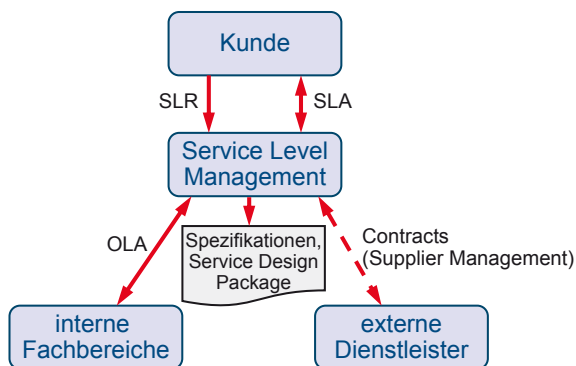 Kunde
SLR
SLA
Service Level
Management
OLA
Spezifikationen,
Service Design
Package
Contracts
(Supplier Management)
interne
Fachbereiche
externe
Dienstleister